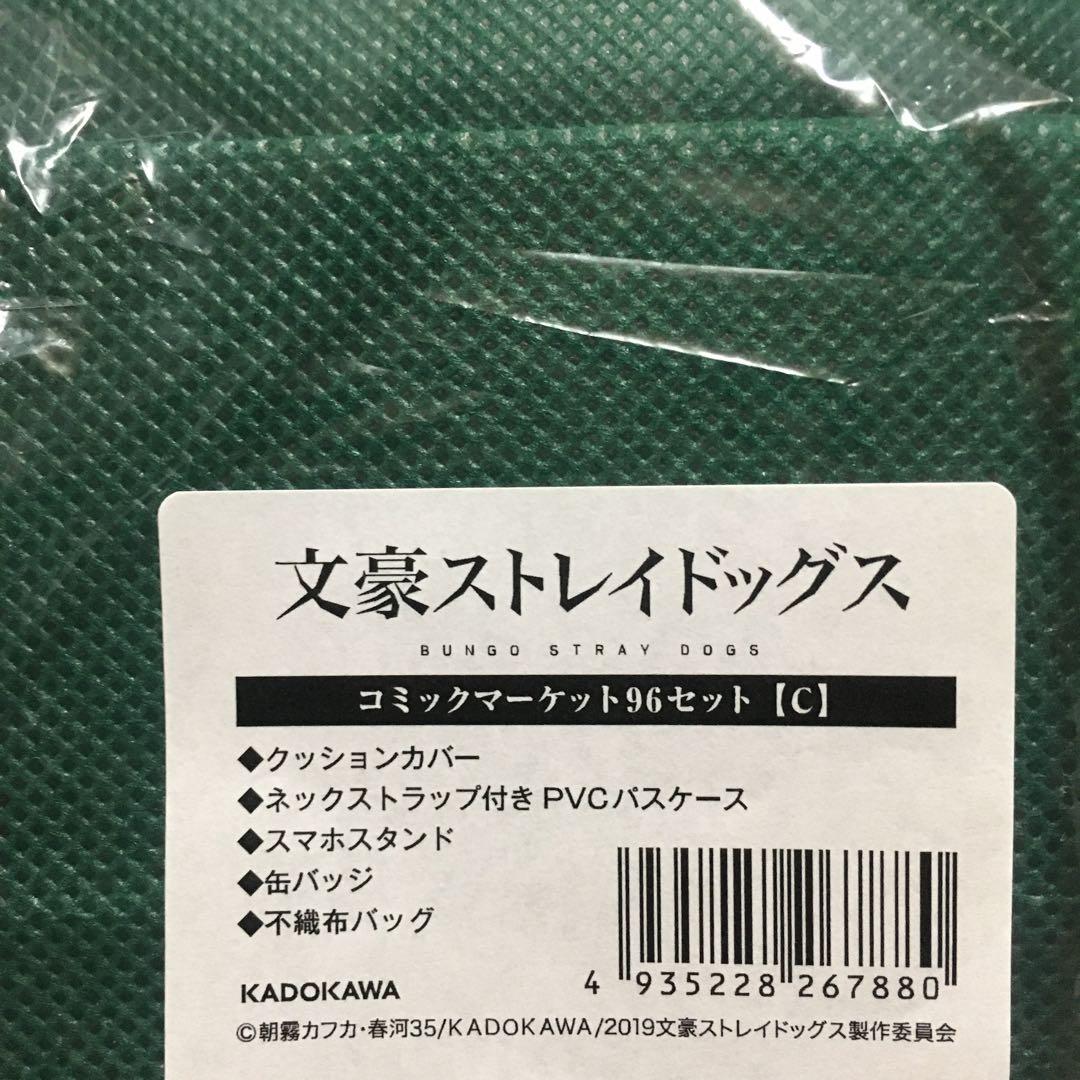 文豪ストレイドッグス
BUNGO STRAY DOGS
コミックマーケット96セット【C】
◆クッションカバー
◆ネックストラップ付きPVCパスケース
◆スマホスタンド
◆缶バッジ
◆不織布バッグ
4 935228 267880
KADOKAWA
©朝霧カフカ・春河35/KADOKAWA/2019文豪ストレイドッグス製作委員会